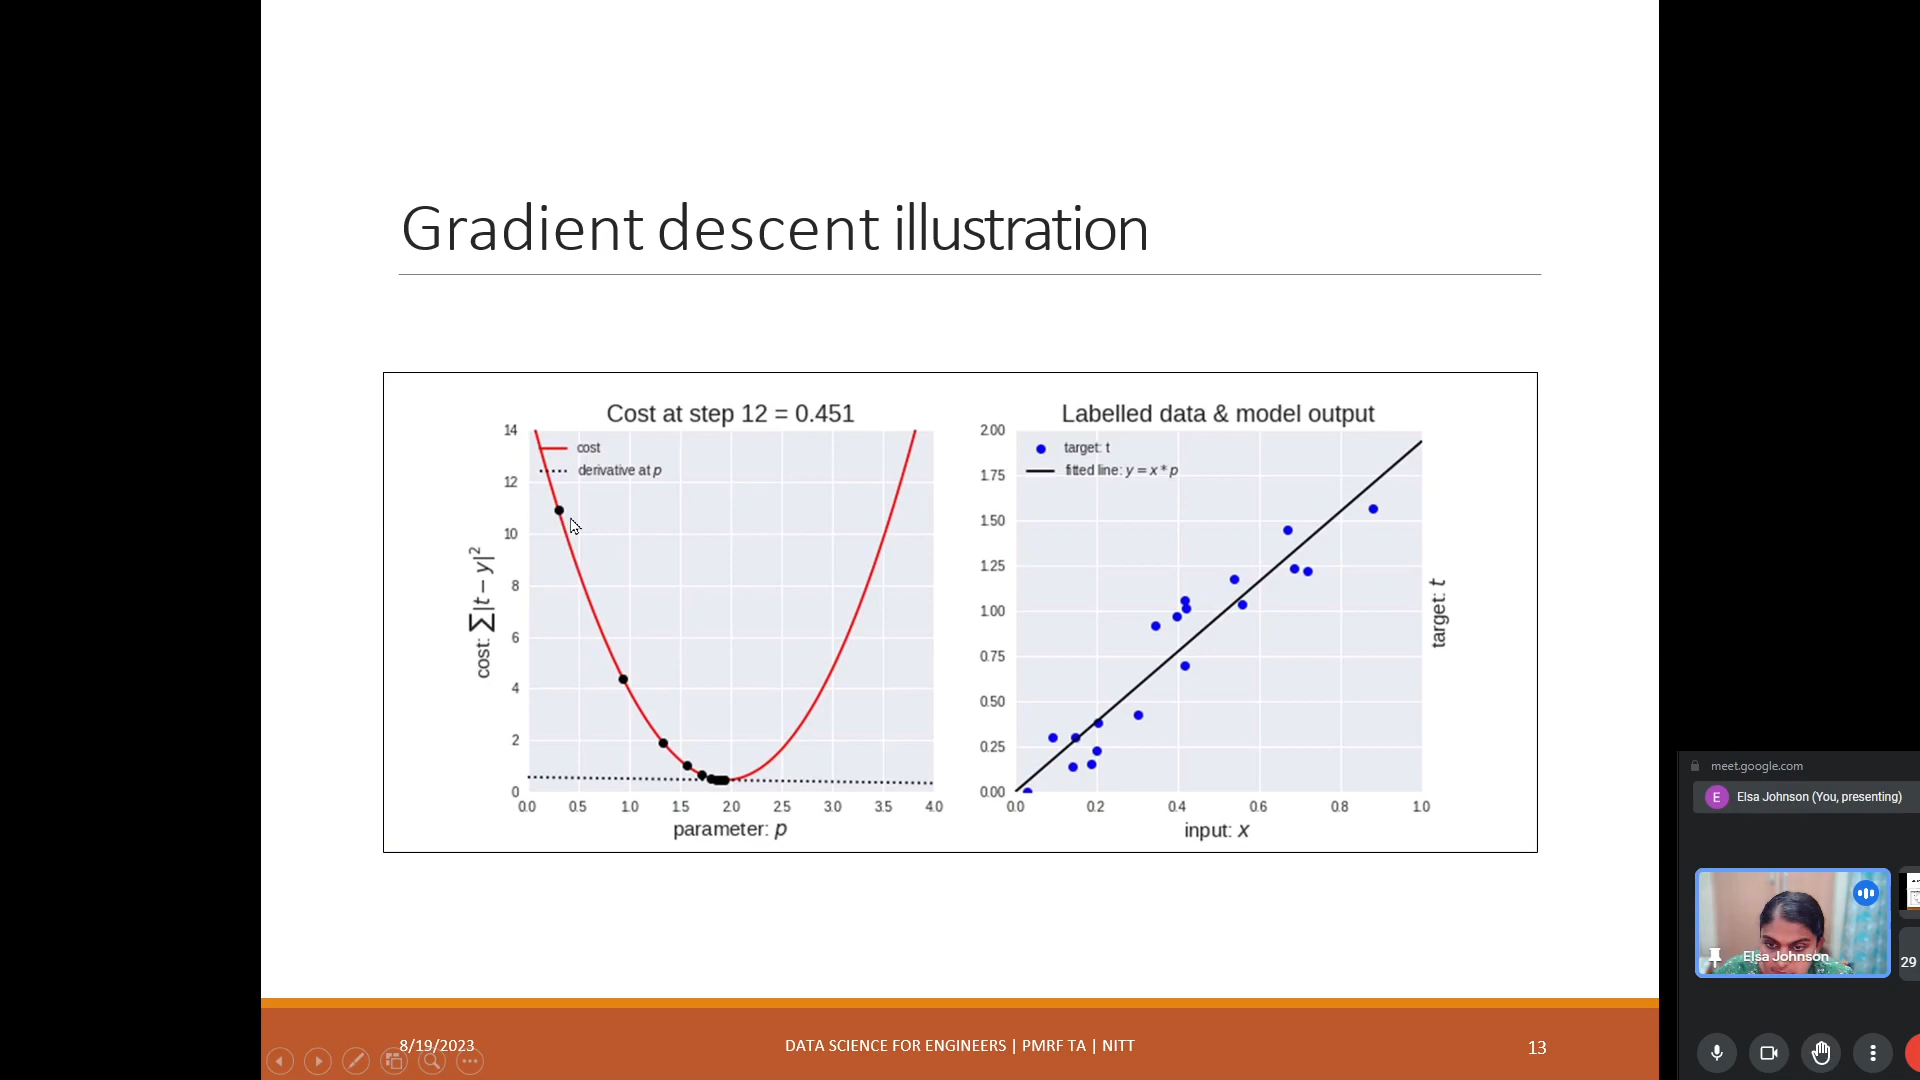 Gradient descent illustration
Cost at step 12 = 0.451
14
12
10
8
6
4
2
0
cost
derivative at p
cost: ∑|t − y|²
0.0 0.5 1.0 1.5 2.0 2.5 3.0 3.5 4.0
parameter: p
Labelled data & model output
2.00
1.75
1.50
1.25
1.00
0.75
0.50
0.25
0.00
target: t
fitted line: y = x * p
target: t
0.0 0.2 0.4 0.6 0.8 1.0
input: x
meet.google.com
E Elsa Johnson (You, presenting)
Elsa Johnson
29
8/19/2023 DATA SCIENCE FOR ENGINEERS | PMRF TA | NITT 13